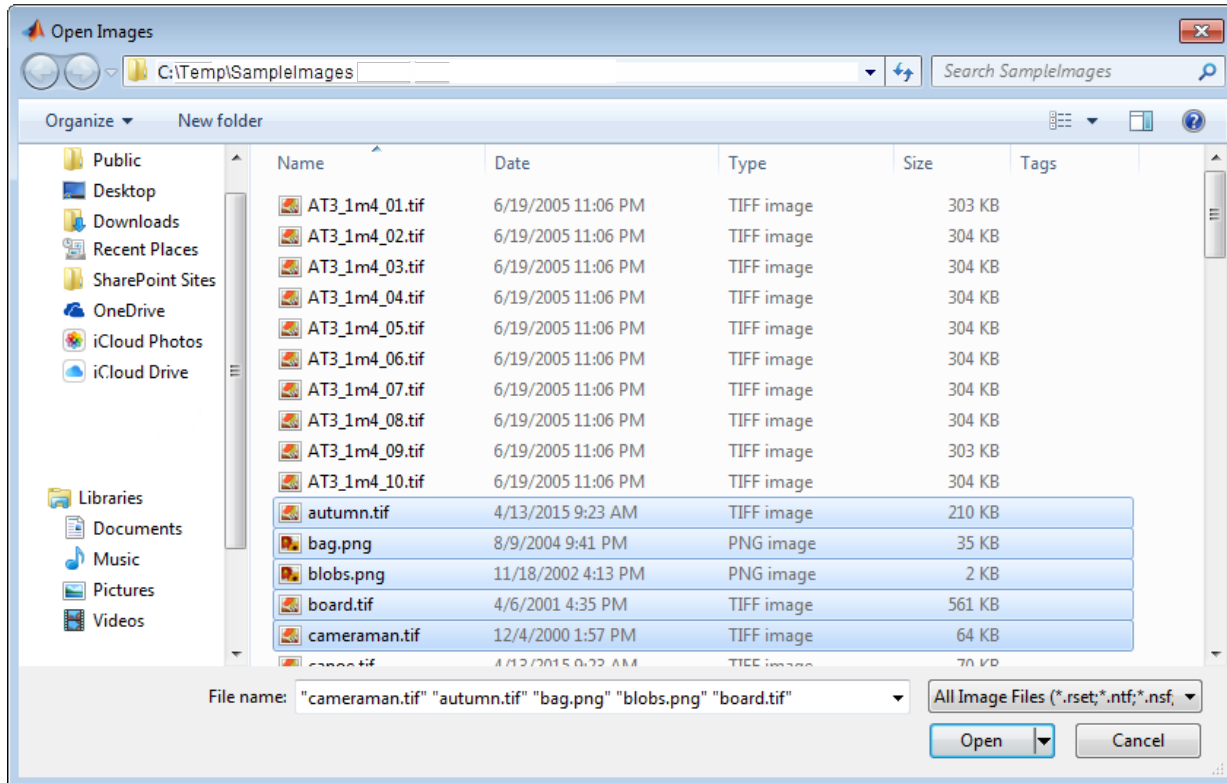 Open Images
C:\Temp\SampleImages
Search SampleImages
Organize
New folder
Public
Desktop
Downloads
Recent Places
SharePoint Sites
OneDrive
iCloud Photos
iCloud Drive
Libraries
Documents
Music
Pictures
Videos
Name Date Type Size Tags
AT3_1m4_01.tif 6/19/2005 11:06 PM TIFF image 303 KB
AT3_1m4_02.tif 6/19/2005 11:06 PM TIFF image 304 KB
AT3_1m4_03.tif 6/19/2005 11:06 PM TIFF image 304 KB
AT3_1m4_04.tif 6/19/2005 11:06 PM TIFF image 304 KB
AT3_1m4_05.tif 6/19/2005 11:06 PM TIFF image 304 KB
AT3_1m4_06.tif 6/19/2005 11:06 PM TIFF image 304 KB
AT3_1m4_07.tif 6/19/2005 11:06 PM TIFF image 304 KB
AT3_1m4_08.tif 6/19/2005 11:06 PM TIFF image 304 KB
AT3_1m4_09.tif 6/19/2005 11:06 PM TIFF image 303 KB
AT3_1m4_10.tif 6/19/2005 11:06 PM TIFF image 304 KB
autumn.tif 4/13/2015 9:23 AM TIFF image 210 KB
bag.png 8/9/2004 9:41 PM PNG image 35 KB
blobs.png 11/18/2002 4:13 PM PNG image 2 KB
board.tif 4/6/2001 4:35 PM TIFF image 561 KB
cameraman.tif 12/4/2000 1:57 PM TIFF image 64 KB
canoe.tif 4/13/2015 9:23 AM TIFF image 70 KB
File name: "cameraman.tif" "autumn.tif" "bag.png" "blobs.png" "board.tif"
All Image Files (*.rset;*.ntf;*.nsf;
Open
Cancel